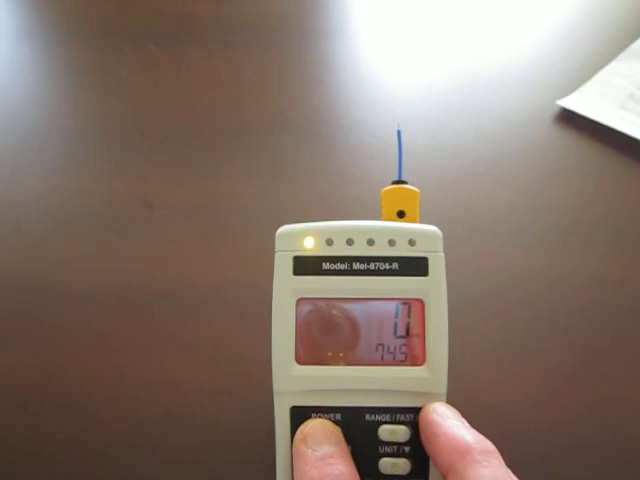 Model: Mei-8704-R
0
745
POWER
RANGE / FAST
UNIT /